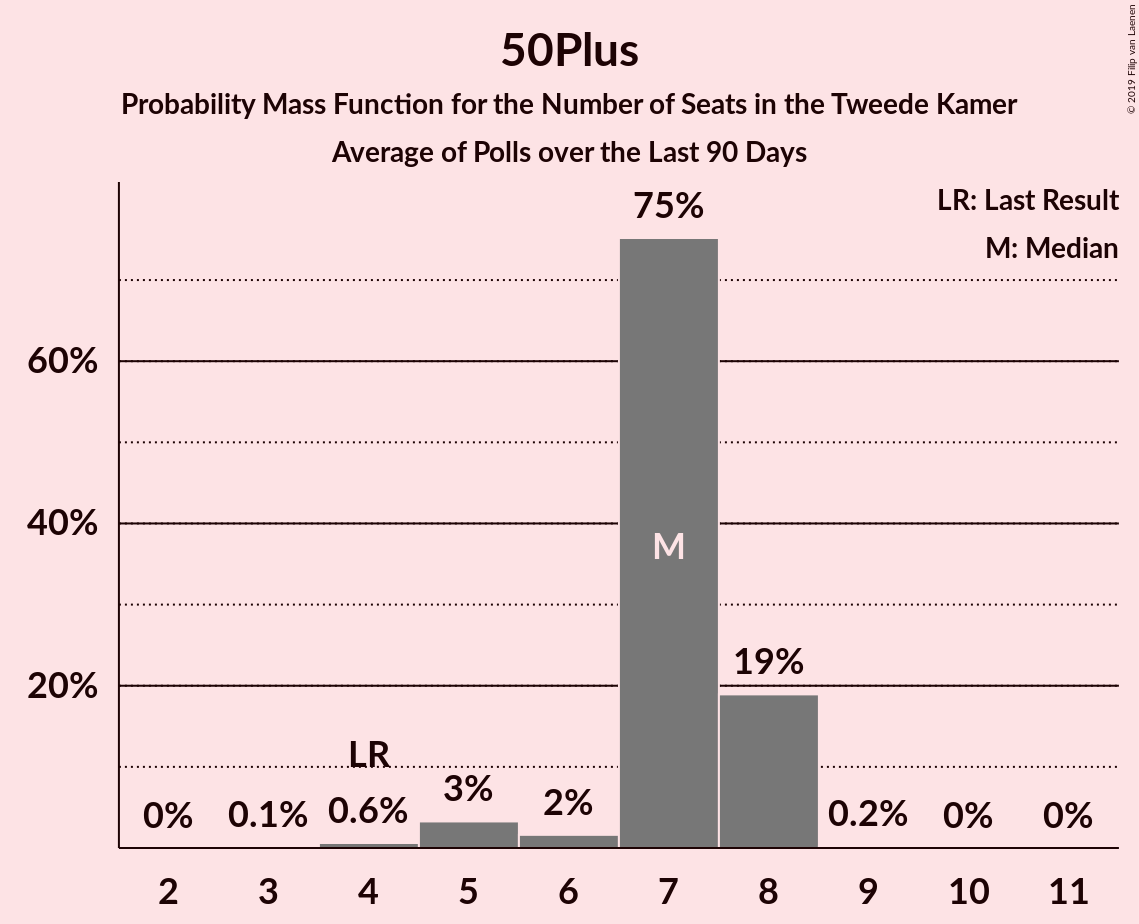 50Plus
Probability Mass Function for the Number of Seats in the Tweede Kamer
Average of Polls over the Last 90 Days
© 2019 Filip van Laenen
LR: Last Result
M: Median
75%
60%
40%
M
20%
19%
LR
0%
0.1%
0.6%
3%
2%
0.2%
0%
0%
2 3 4 5 6 7 8 9 10 11